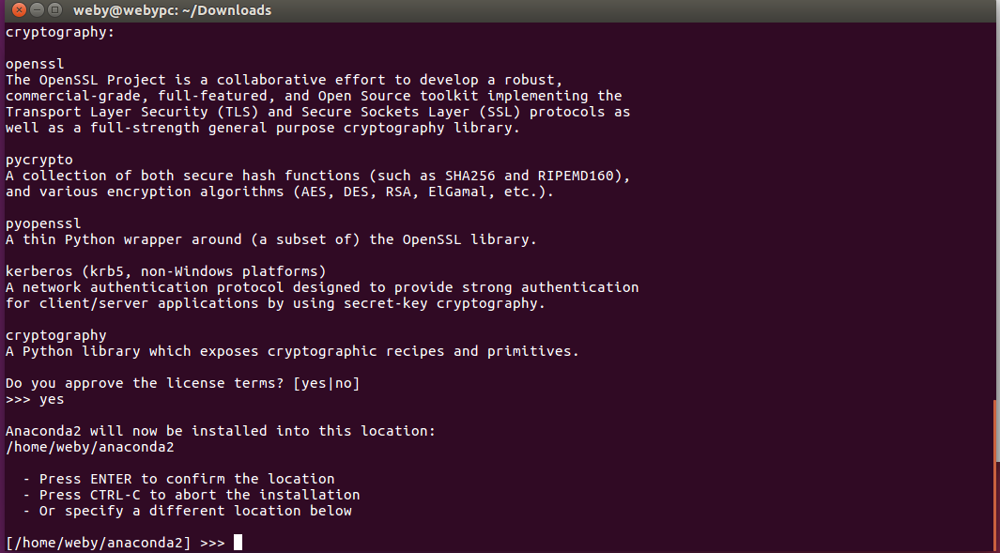 weby@webypc: ~/Downloads
cryptography:
openssl
The OpenSSL Project is a collaborative effort to develop a robust,
commercial-grade, full-featured, and Open Source toolkit implementing the
Transport Layer Security (TLS) and Secure Sockets Layer (SSL) protocols as
well as a full-strength general purpose cryptography library.
pycrypto
A collection of both secure hash functions (such as SHA256 and RIPEMD160),
and various encryption algorithms (AES, DES, RSA, ElGamal, etc.).
pyopenssl
A thin Python wrapper around (a subset of) the OpenSSL library.
kerberos (krb5, non-Windows platforms)
A network authentication protocol designed to provide strong authentication
for client/server applications by using secret-key cryptography.
cryptography
A Python library which exposes cryptographic recipes and primitives.
Do you approve the license terms? [yes|no]
>>> yes
Anaconda2 will now be installed into this location:
/home/weby/anaconda2
- Press ENTER to confirm the location
- Press CTRL-C to abort the installation
- Or specify a different location below
[/home/weby/anaconda2] >>>